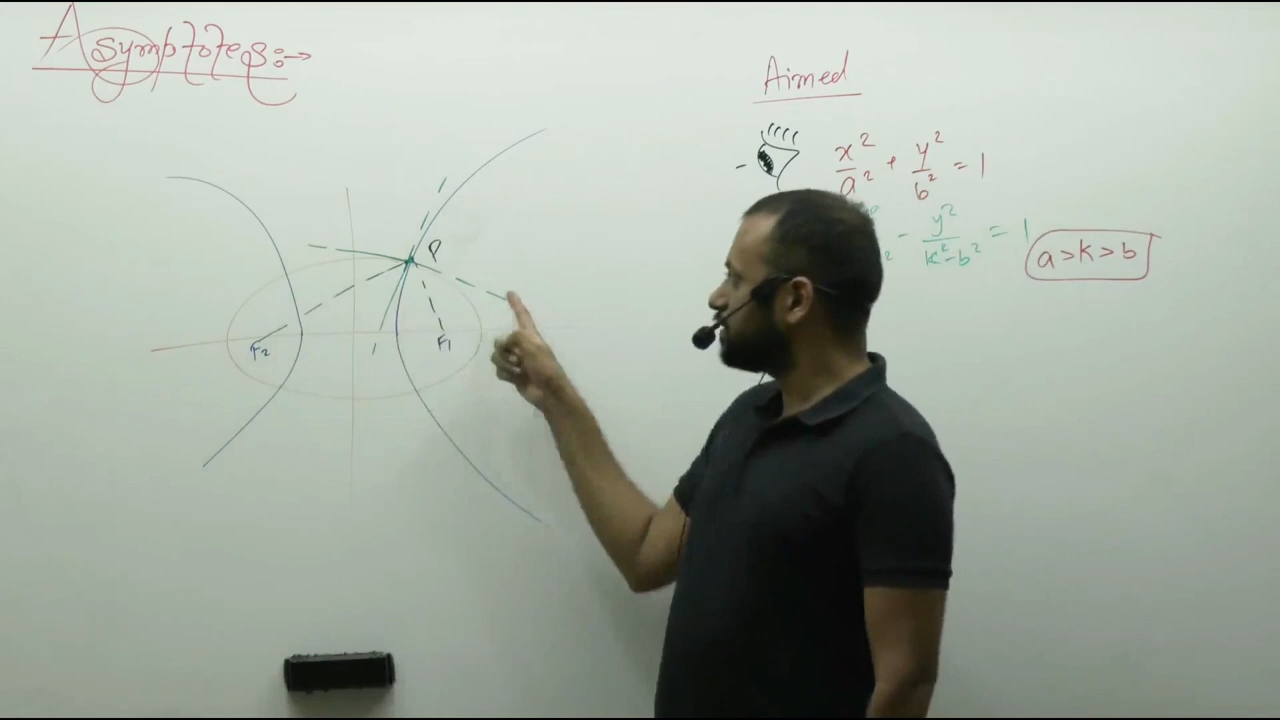 Asymptotes:→
Aimed
x²/a² + y²/b² = 1
- y²/k²-b² = 1
a>k>b
P
F₂
F₁